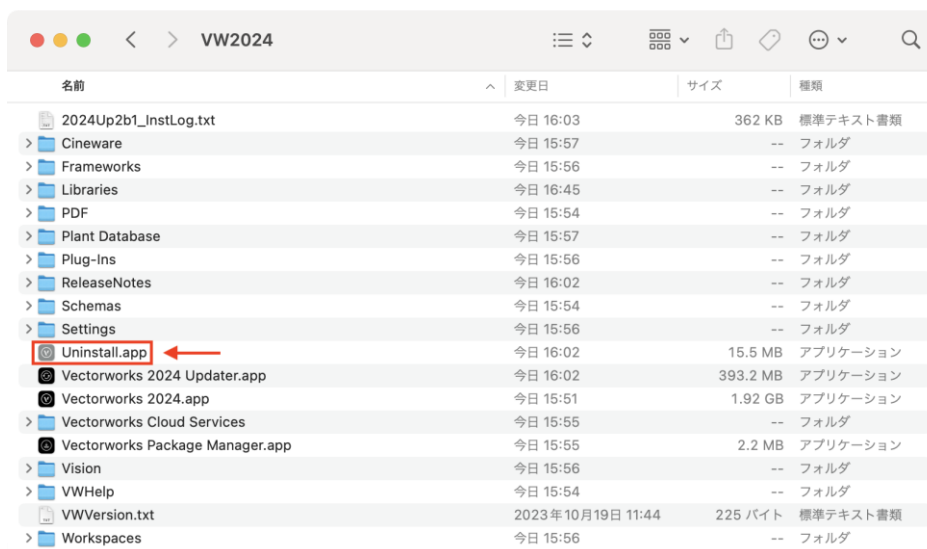 VW2024
名前 変更日 サイズ 種類
2024Up2b1_InstLog.txt 今日 16:03 362 KB 標準テキスト書類
Cineware 今日 15:57 -- フォルダ
Frameworks 今日 15:56 -- フォルダ
Libraries 今日 16:45 -- フォルダ
PDF 今日 15:54 -- フォルダ
Plant Database 今日 15:57 -- フォルダ
Plug-Ins 今日 15:56 -- フォルダ
ReleaseNotes 今日 16:02 -- フォルダ
Schemas 今日 15:54 -- フォルダ
Settings 今日 15:56 -- フォルダ
Uninstall.app 今日 16:02 15.5 MB アプリケーション
Vectorworks 2024 Updater.app 今日 16:02 393.2 MB アプリケーション
Vectorworks 2024.app 今日 15:51 1.92 GB アプリケーション
Vectorworks Cloud Services 今日 15:55 -- フォルダ
Vectorworks Package Manager.app 今日 15:55 2.2 MB アプリケーション
Vision 今日 15:56 -- フォルダ
VWHelp 今日 15:54 -- フォルダ
VWVersion.txt 2023年10月19日 11:44 225 バイト 標準テキスト書類
Workspaces 今日 15:56 -- フォルダ